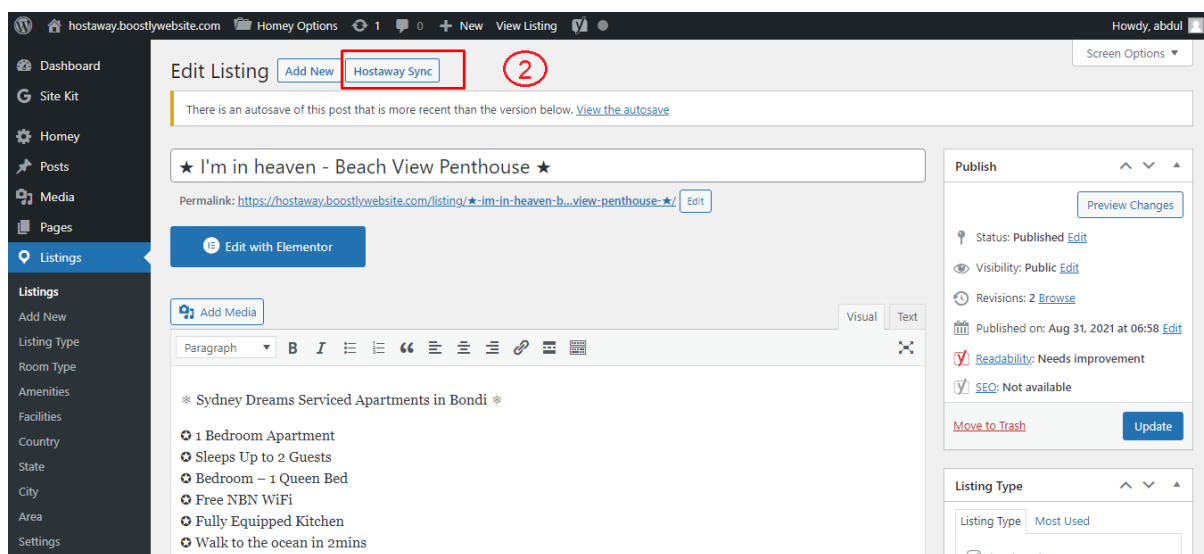 hostaway.boostlywebsite.com Homey Options 1 0 + New View Listing Howdy, abdul
Screen Options ▼
Dashboard
Site Kit
Homey
Posts
Media
Pages
Listings
Listings
Add New
Listing Type
Room Type
Amenities
Facilities
Country
State
City
Area
Settings
Edit Listing Add New Hostaway Sync 2
There is an autosave of this post that is more recent than the version below. View the autosave
★ I'm in heaven - Beach View Penthouse ★
Permalink: https://hostaway.boostlywebsite.com/listing/★-im-in-heaven-b...view-penthouse-★/ Edit
Edit with Elementor
Add Media
Visual Text
Paragraph ▼ B I
⚛ Sydney Dreams Serviced Apartments in Bondi ⚛
✪ 1 Bedroom Apartment
✪ Sleeps Up to 2 Guests
✪ Bedroom – 1 Queen Bed
✪ Free NBN WiFi
✪ Fully Equipped Kitchen
✪ Walk to the ocean in 2mins
Publish
Preview Changes
Status: Published Edit
Visibility: Public Edit
Revisions: 2 Browse
Published on: Aug 31, 2021 at 06:58 Edit
Readability: Needs improvement
SEO: Not available
Move to Trash Update
Listing Type
Listing Type Most Used